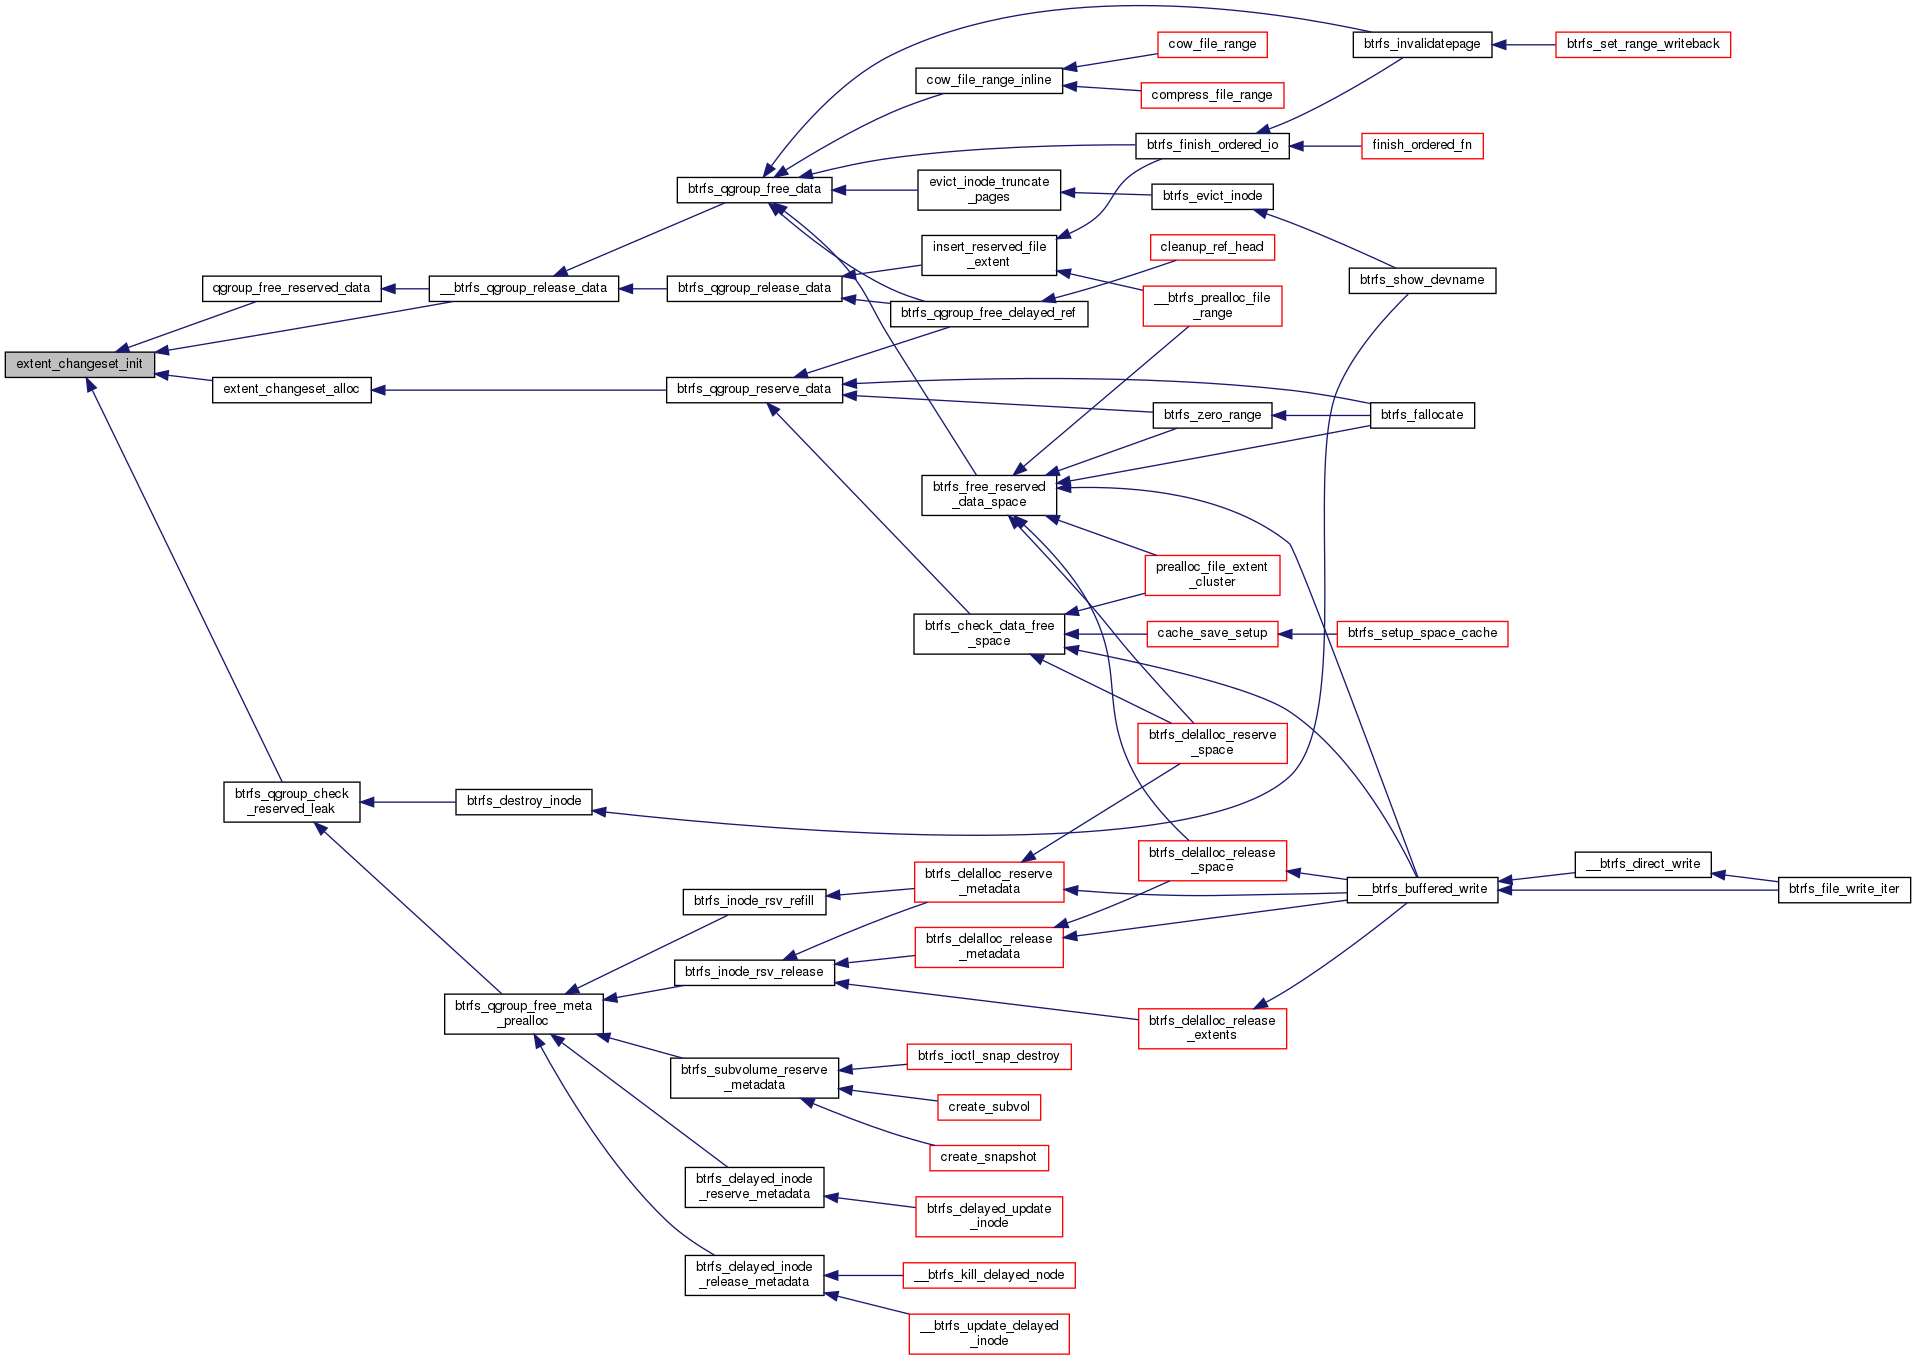 extent_changeset_init
qgroup_free_reserved_data
extent_changeset_alloc
btrfs_qgroup_check
_reserved_leak
__btrfs_qgroup_release_data
btrfs_destroy_inode
btrfs_qgroup_free_meta
_prealloc
btrfs_qgroup_free_data
btrfs_qgroup_release_data
btrfs_qgroup_reserve_data
btrfs_inode_rsv_refill
btrfs_inode_rsv_release
btrfs_subvolume_reserve
_metadata
btrfs_delayed_inode
_reserve_metadata
btrfs_delayed_inode
_release_metadata
cow_file_range_inline
evict_inode_truncate
_pages
insert_reserved_file
_extent
btrfs_qgroup_free_delayed_ref
btrfs_free_reserved
_data_space
btrfs_check_data_free
_space
btrfs_delalloc_reserve
_metadata
btrfs_delalloc_release
_metadata
btrfs_ioctl_snap_destroy
create_subvol
create_snapshot
btrfs_delayed_update
_inode
__btrfs_kill_delayed_node
__btrfs_update_delayed
_inode
cow_file_range
compress_file_range
btrfs_finish_ordered_io
btrfs_evict_inode
cleanup_ref_head
__btrfs_prealloc_file
_range
btrfs_zero_range
prealloc_file_extent
_cluster
cache_save_setup
btrfs_delalloc_reserve
_space
btrfs_delalloc_release
_space
btrfs_delalloc_release
_extents
btrfs_invalidatepage
finish_ordered_fn
btrfs_show_devname
btrfs_fallocate
btrfs_setup_space_cache
__btrfs_buffered_write
btrfs_set_range_writeback
__btrfs_direct_write
btrfs_file_write_iter